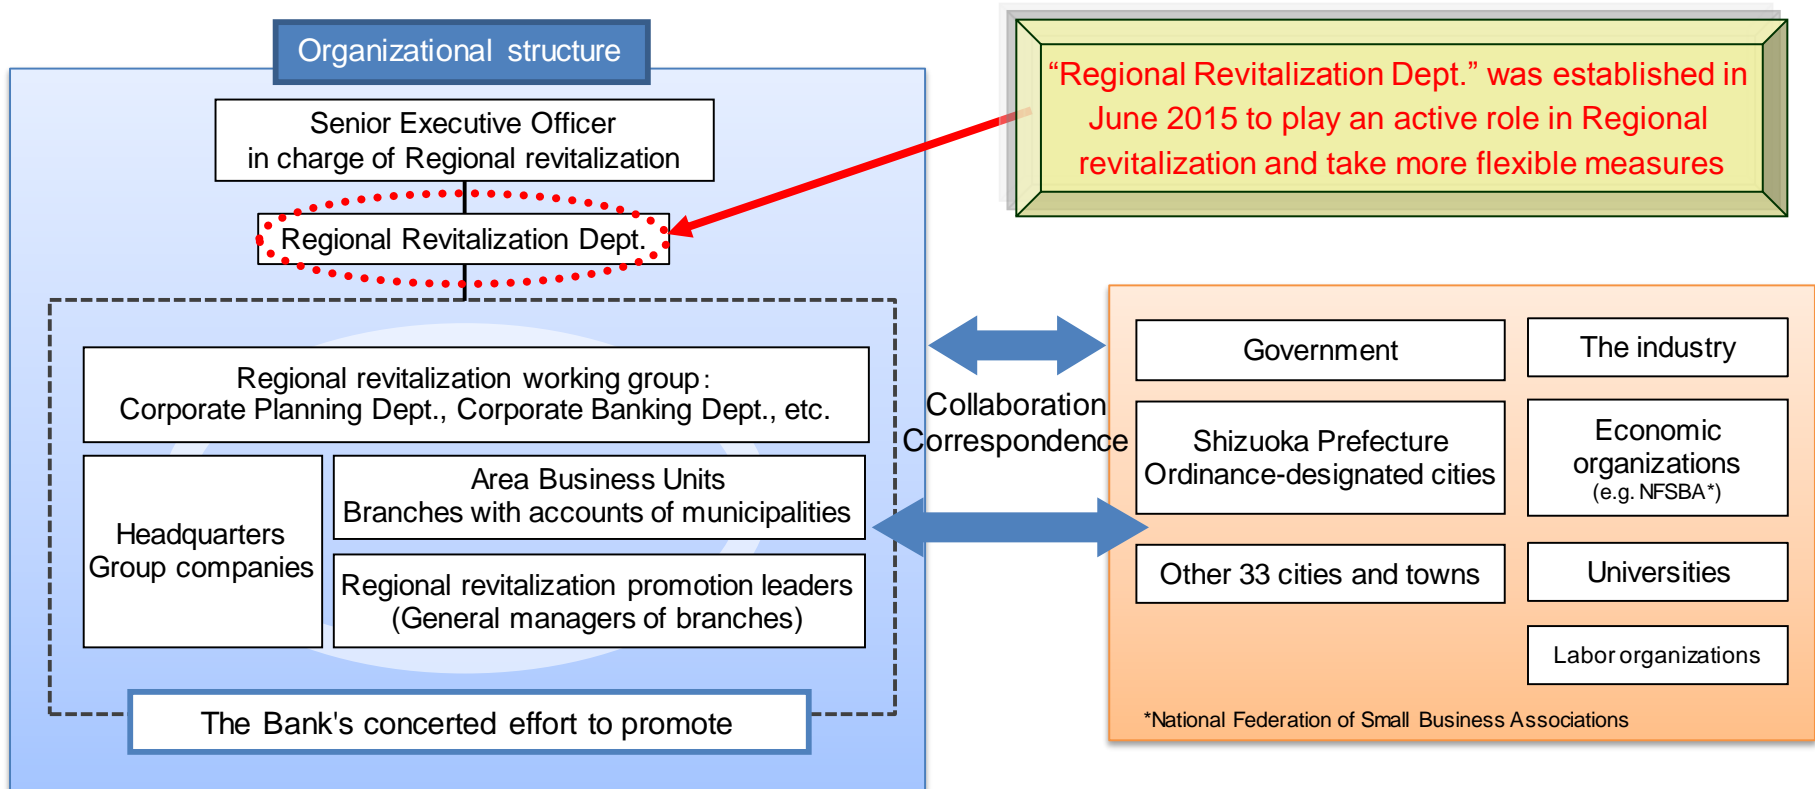 Organizational structure
Senior Executive Officer
in charge of Regional revitalization
Regional Revitalization Dept.
“Regional Revitalization Dept.” was established in
June 2015 to play an active role in Regional
revitalization and take more flexible measures
Regional revitalization working group:
Corporate Planning Dept., Corporate Banking Dept., etc.
Headquarters
Group companies
Area Business Units
Branches with accounts of municipalities
Regional revitalization promotion leaders
(General managers of branches)
The Bank's concerted effort to promote
Collaboration
Correspondence
Government
Shizuoka Prefecture
Ordinance-designated cities
Other 33 cities and towns
The industry
Economic
organizations
(e.g. NFSBA*)
Universities
Labor organizations
*National Federation of Small Business Associations